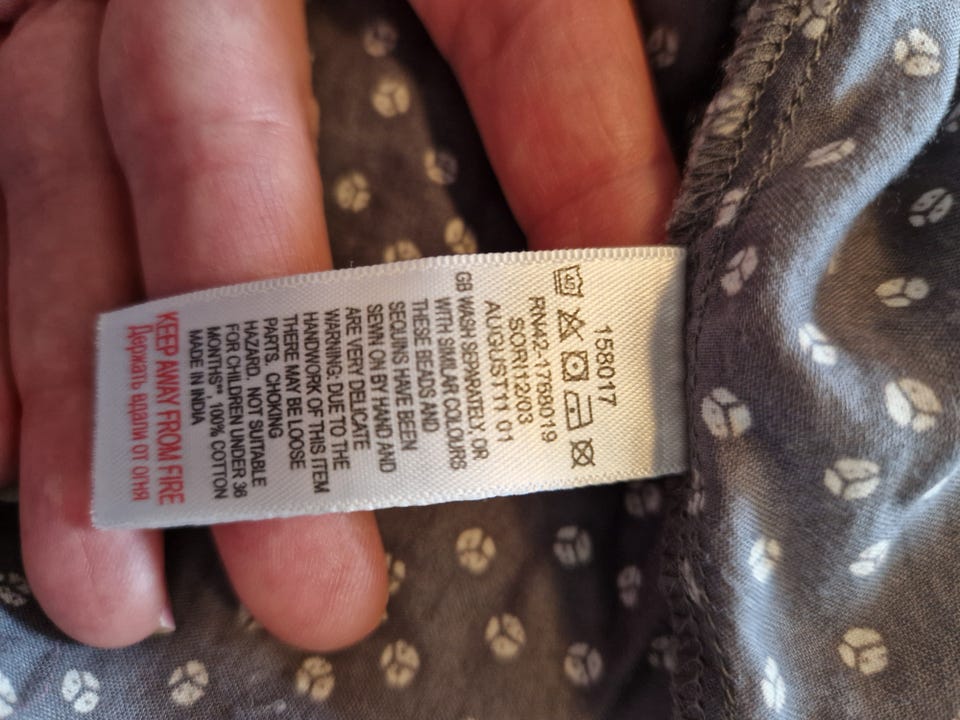 158017
RN42-1768019
SORN12/03
AUGUST11 01
GB WASH SEPARATELY, OR
WITH SIMILAR COLOURS
THESE BEADS AND
SEQUINS HAVE BEEN
SEWN ON BY HAND AND
ARE VERY DELICATE
WARNING: DUE TO THE
HANDWORK OF THIS ITEM
THERE MAY BE LOOSE
PARTS. CHOKING
HAZARD. NOT SUITABLE
FOR CHILDREN UNDER 36
MONTHS", 100% COTTON
MADE IN INDIA
KEEP AWAY FROM FIRE
Держать вдали от огня